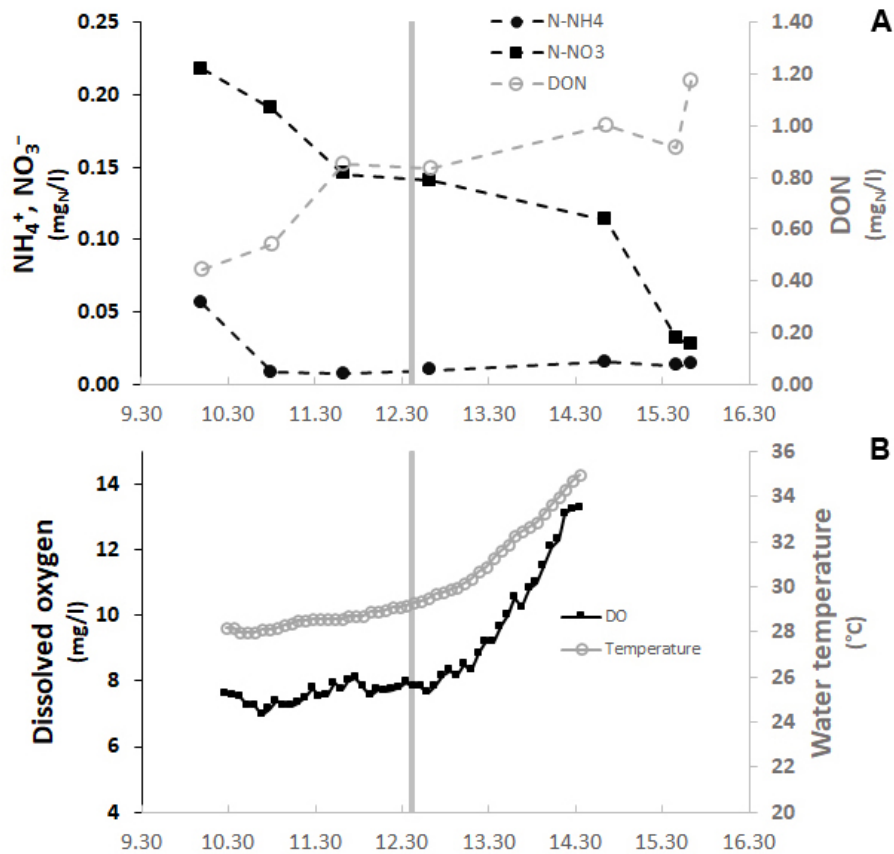 A
N-NH4
N-NO3
DON
NH₄⁺, NO₃⁻
(mg_N/l)
0.25
0.20
0.15
0.10
0.05
0.00
1.40
1.20
1.00
0.80
0.60
0.40
0.20
0.00
DON
(mg_N/l)
9.30 10.30 11.30 12.30 13.30 14.30 15.30 16.30
B
Dissolved oxygen
(mg/l)
14
12
10
8
6
4
DO
Temperature
36
34
32
30
28
26
24
22
20
Water temperature
(°C)
9.30 10.30 11.30 12.30 13.30 14.30 15.30 16.30